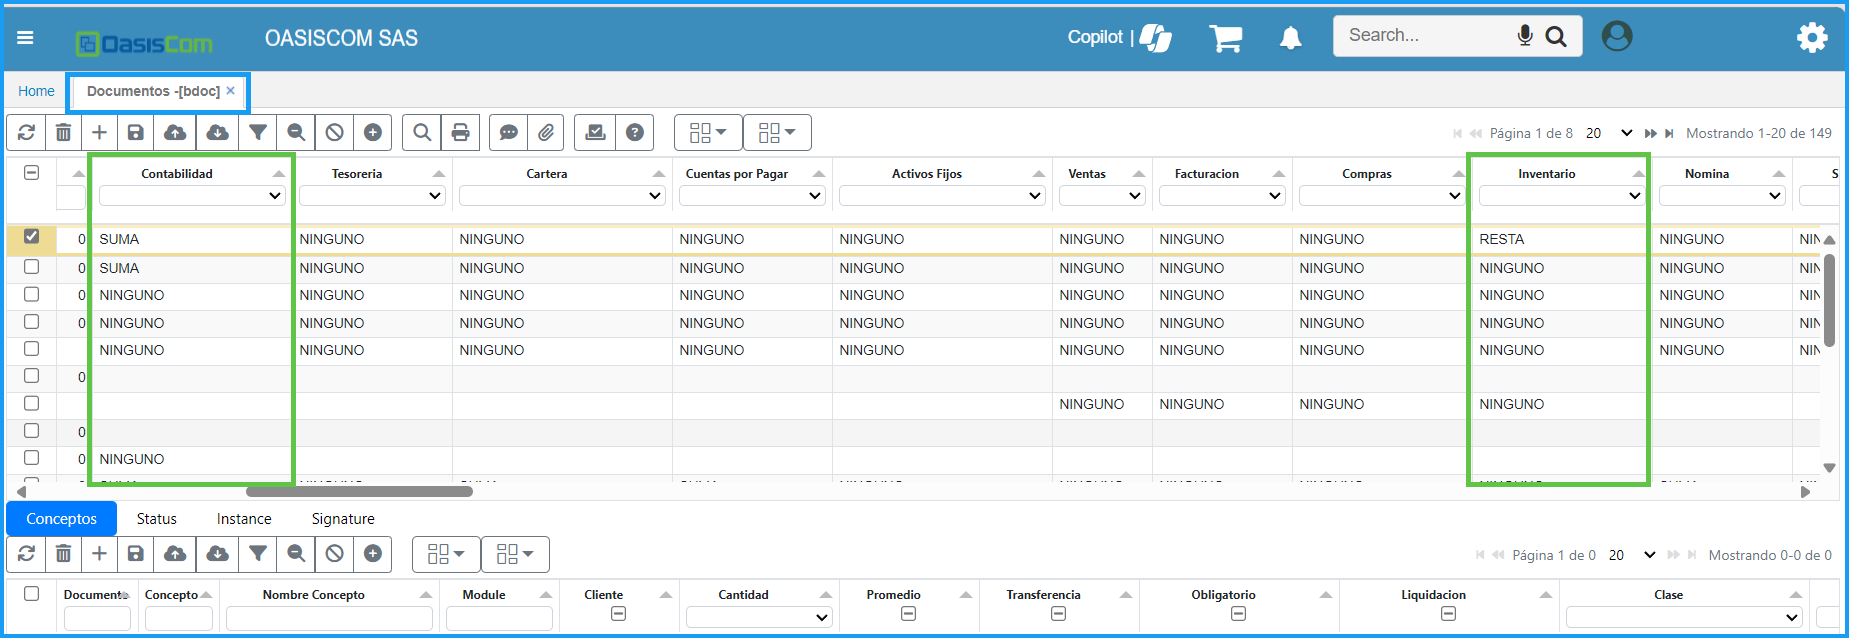 OasisCom OASISCOM SAS Copilot | Search...
Home Documentos -[bdoc] ×
Página 1 de 8 20 Mostrando 1-20 de 149
Contabilidad Tesoreria Cartera Cuentas por Pagar Activos Fijos Ventas Facturacion Compras Inventario Nomina S
0 SUMA NINGUNO NINGUNO NINGUNO NINGUNO NINGUNO NINGUNO NINGUNO RESTA NINGUNO NIN
0 SUMA NINGUNO NINGUNO NINGUNO NINGUNO NINGUNO NINGUNO NINGUNO NINGUNO NINGUNO NIN
0 NINGUNO NINGUNO NINGUNO NINGUNO NINGUNO NINGUNO NINGUNO NINGUNO NINGUNO NINGUNO NIN
0 NINGUNO NINGUNO NINGUNO NINGUNO NINGUNO NINGUNO NINGUNO NINGUNO NINGUNO NINGUNO NIN
NINGUNO NINGUNO NINGUNO NINGUNO NINGUNO NINGUNO NINGUNO NINGUNO NINGUNO NINGUNO NIN
0
NINGUNO NINGUNO NINGUNO NINGUNO
0
0 NINGUNO
Conceptos Status Instance Signature
Página 1 de 0 20 Mostrando 0-0 de 0
Documento Concepto Nombre Concepto Module Cliente Cantidad Promedio Transferencia Obligatorio Liquidacion Clase